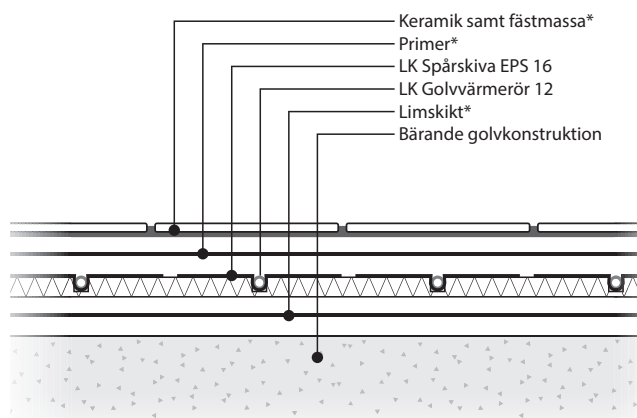 Keramik samt fästmassa*
Primer*
LK Spårskiva EPS 16
LK Golvvärmerör 12
Limskikt*
Bärande golvkonstruktion